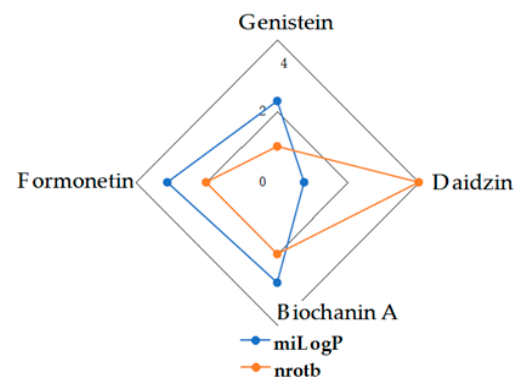 Genistein
4
2
Formonetin
0
Daidzin
Biochanin A
miLogP
nrotb